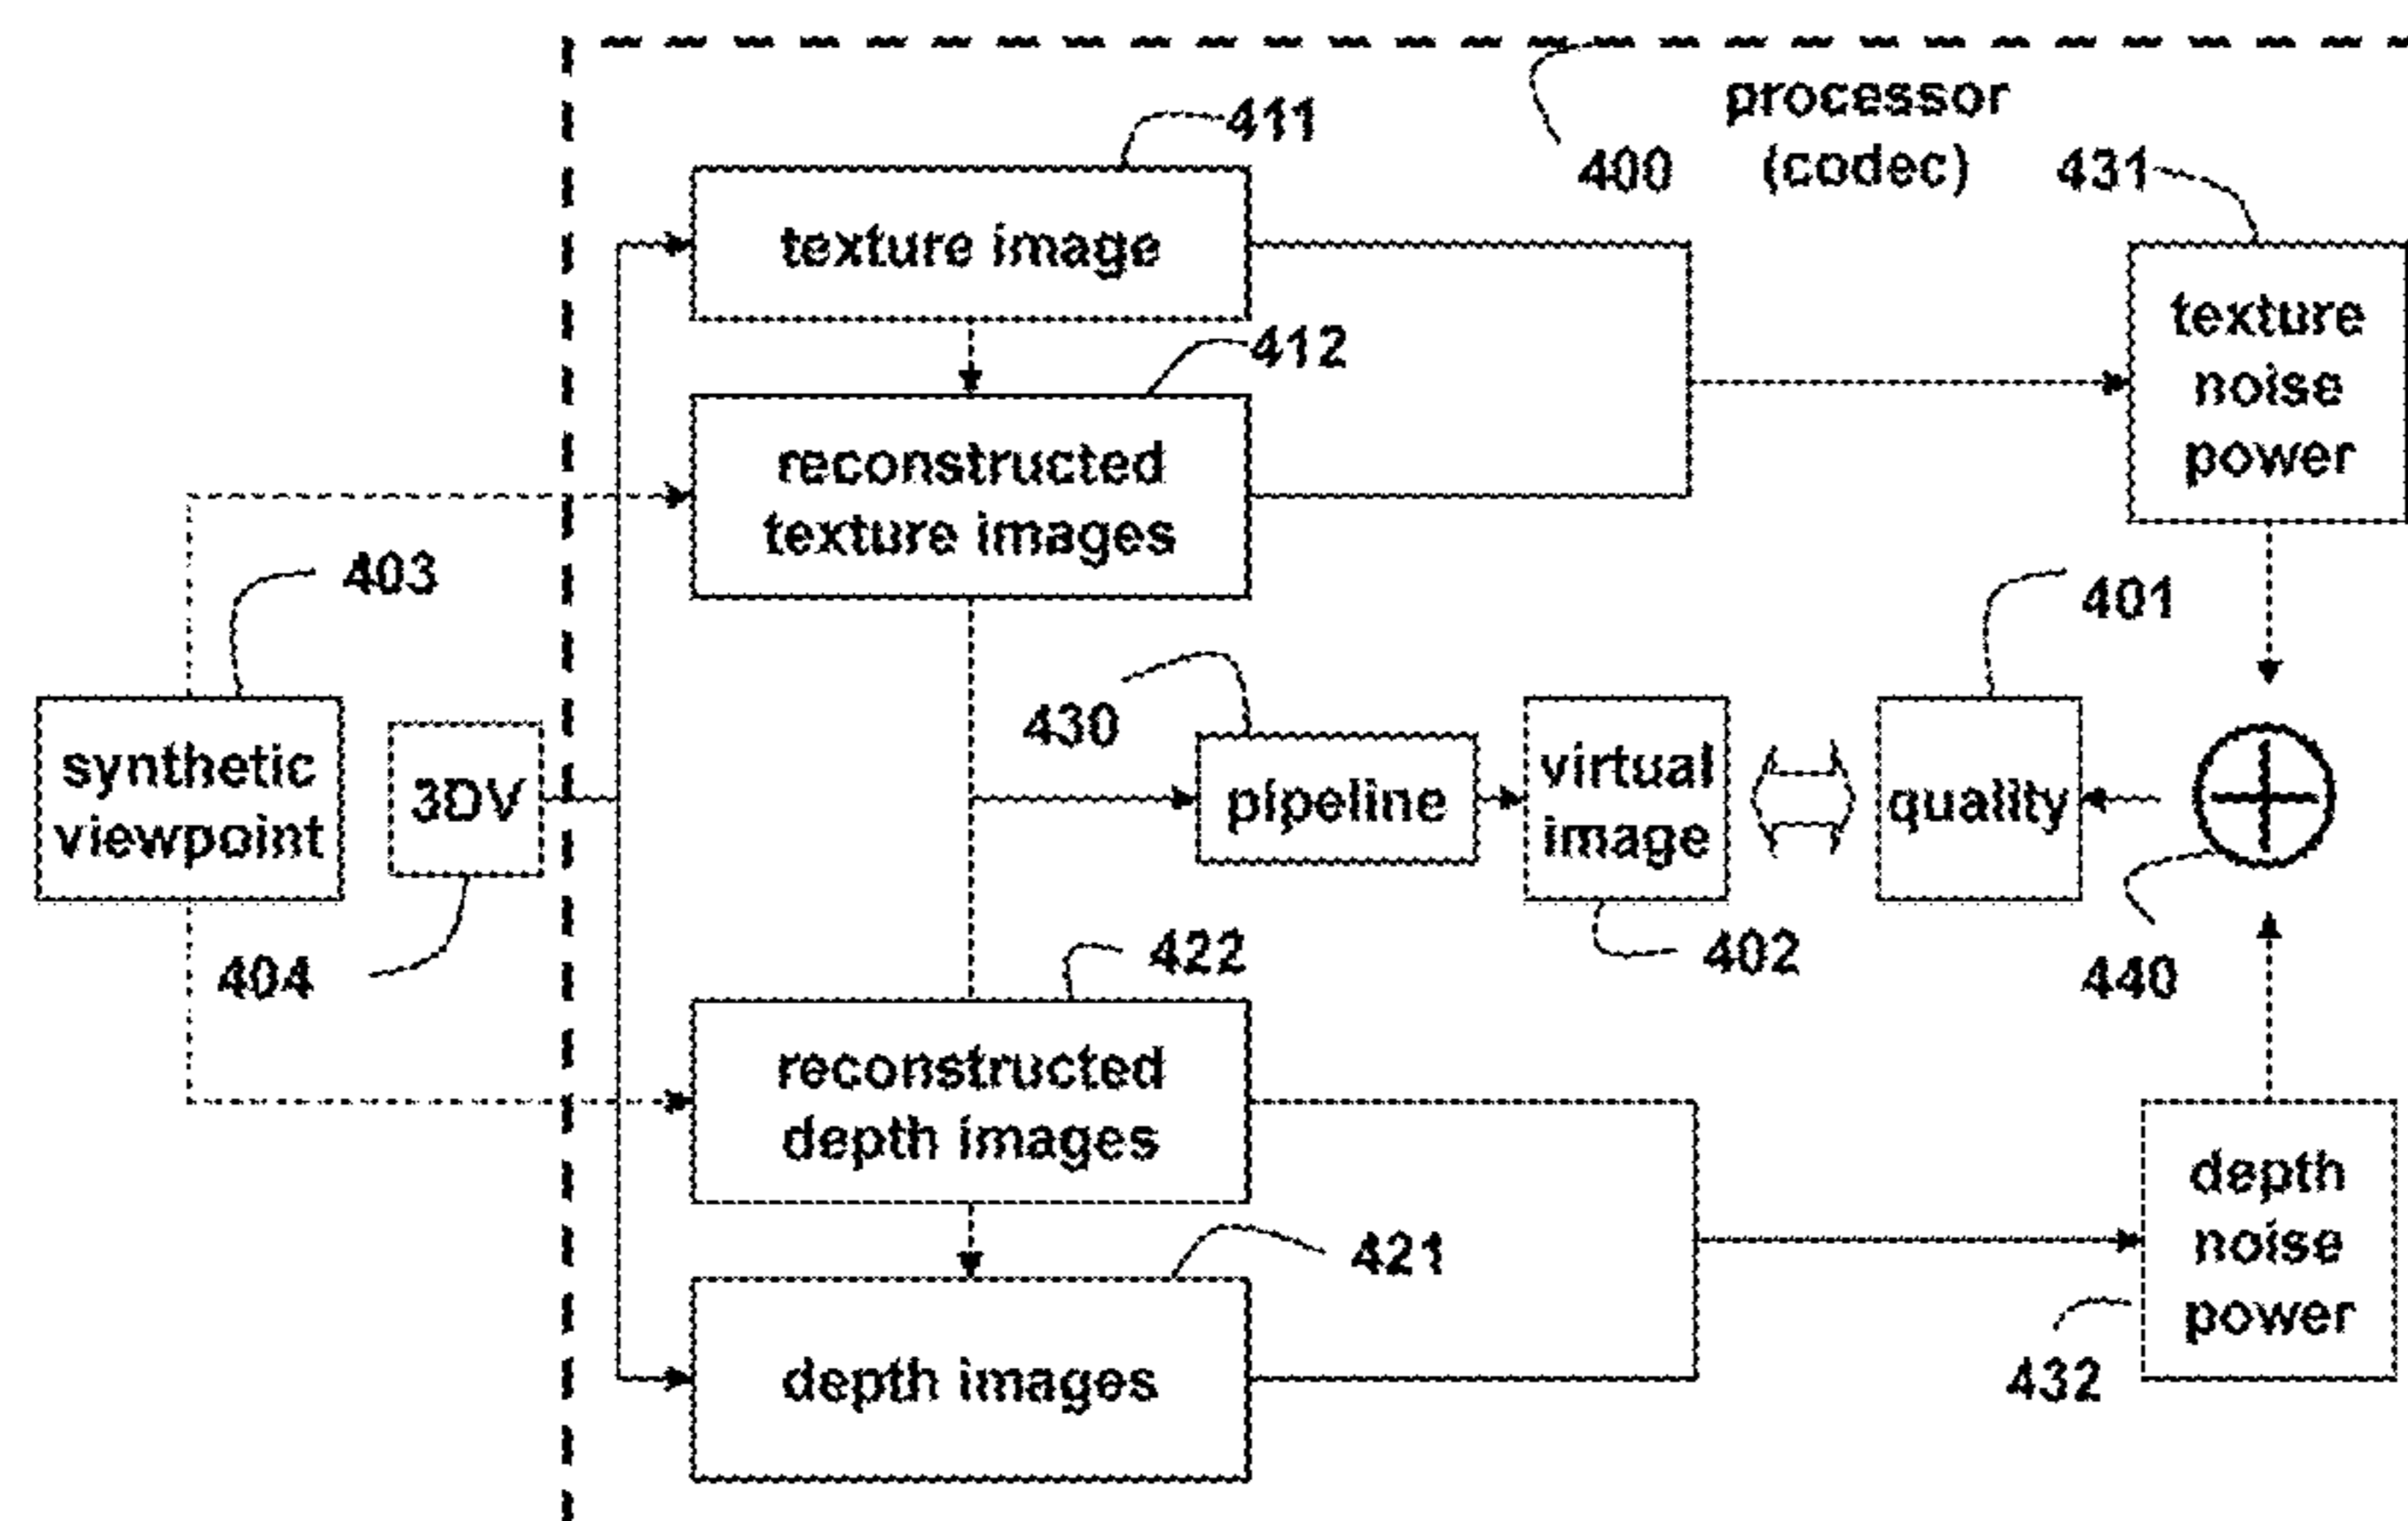 processor
(codec)
400
411
431
texture image
412
texture
noise
power
reconstructed
texture images
403
401
430
synthetic
viewpoint
3DV
pipeline
virtual
image
quality
404
422
402
440
reconstructed
depth images
depth
noise
power
421
432
depth images